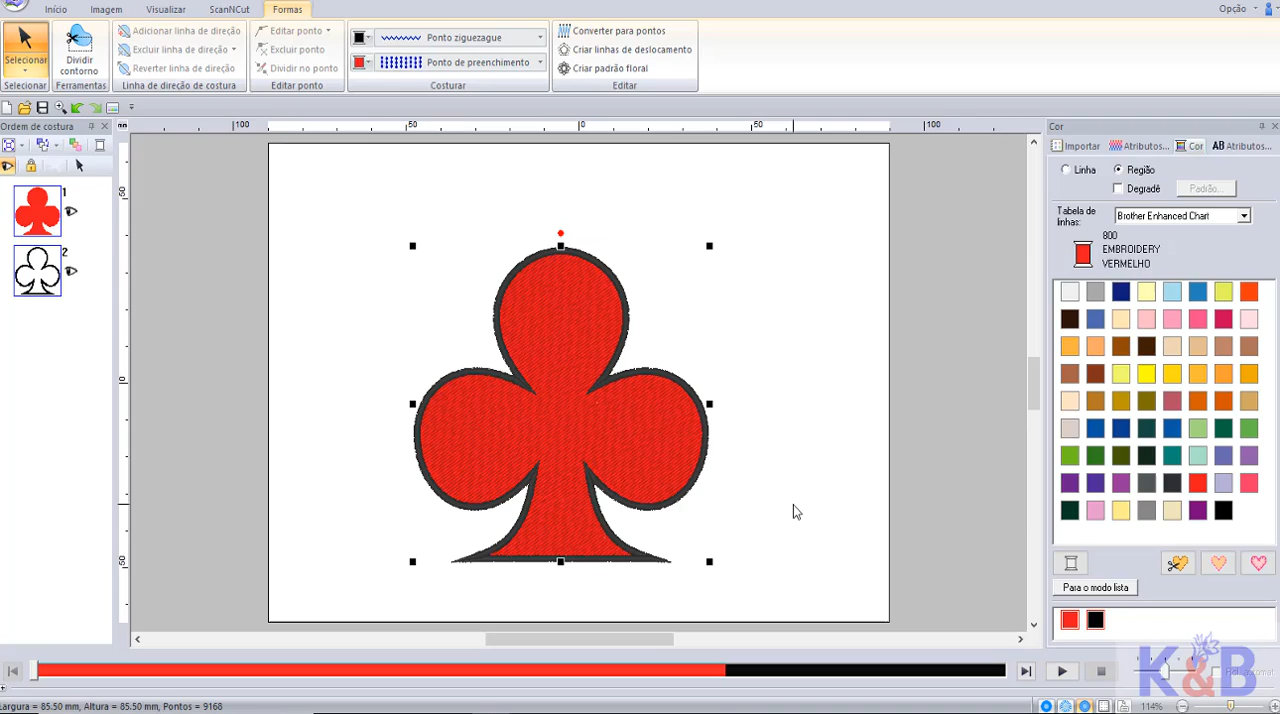 Início Imagem Visualizar ScanNCut Formas Opção
Selecionar
Dividir contorno
Adicionar linha de direção
Excluir linha de direção
Reverter linha de direção
Editar ponto
Excluir ponto
Dividir no ponto
Ponto ziguezague
Ponto de preenchimento
Converter para pontos
Criar linhas de deslocamento
Criar padrão floral
Selecionar Ferramentas Linha de direção de costura Editar ponto Costurar Editar
Ordem de costura
mm 100 50 0 50 100
50
0
50
1
2
Cor
Importar Atributos... Cor AB Atributos...
Linha Região
Degradê Padrão...
Tabela de linhas: Brother Enhanced Chart
800
EMBROIDERY
VERMELHO
Para o modo lista
K&B
Largura = 85.50 mm, Altura = 85.50 mm, Pontos = 9168
114%